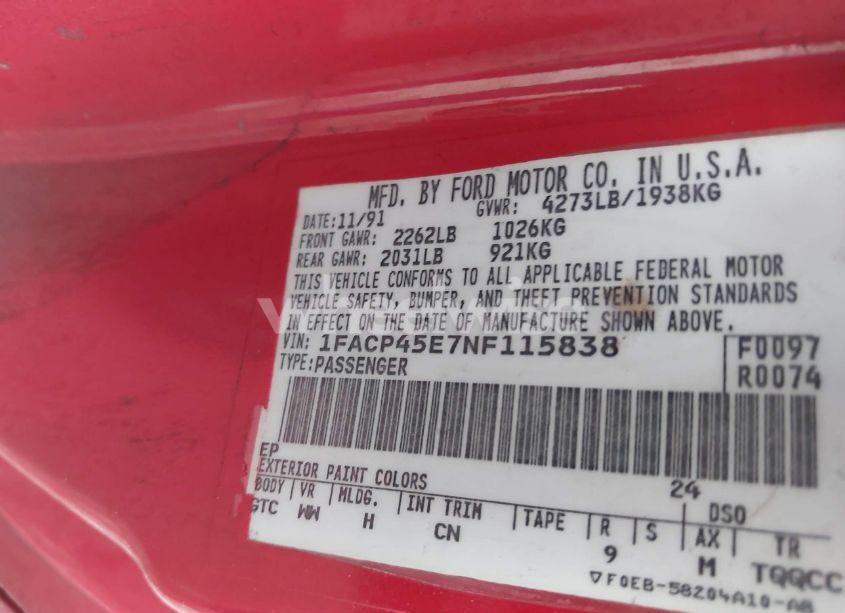 MFD. BY FORD MOTOR CO. IN U.S.A.
DATE: 11/91 GVWR: 4273LB/1938KG
FRONT GAWR: 2262LB 1026KG
REAR GAWR: 2031LB 921KG
THIS VEHICLE CONFORMS TO ALL APPLICABLE FEDERAL MOTOR
VEHICLE SAFETY, BUMPER, AND THEFT PREVENTION STANDARDS
IN EFFECT ON THE DATE OF MANUFACTURE SHOWN ABOVE.
VIN: 1FACP45E7NF115838 F0097
TYPE: PASSENGER R0074
EP
EXTERIOR PAINT COLORS 24 DSO
BODY VR MLDG. INT TRIM TAPE R S AX TR
GTC WW H CN 9 M TQQCC
▽F0EB-58204A10-AB